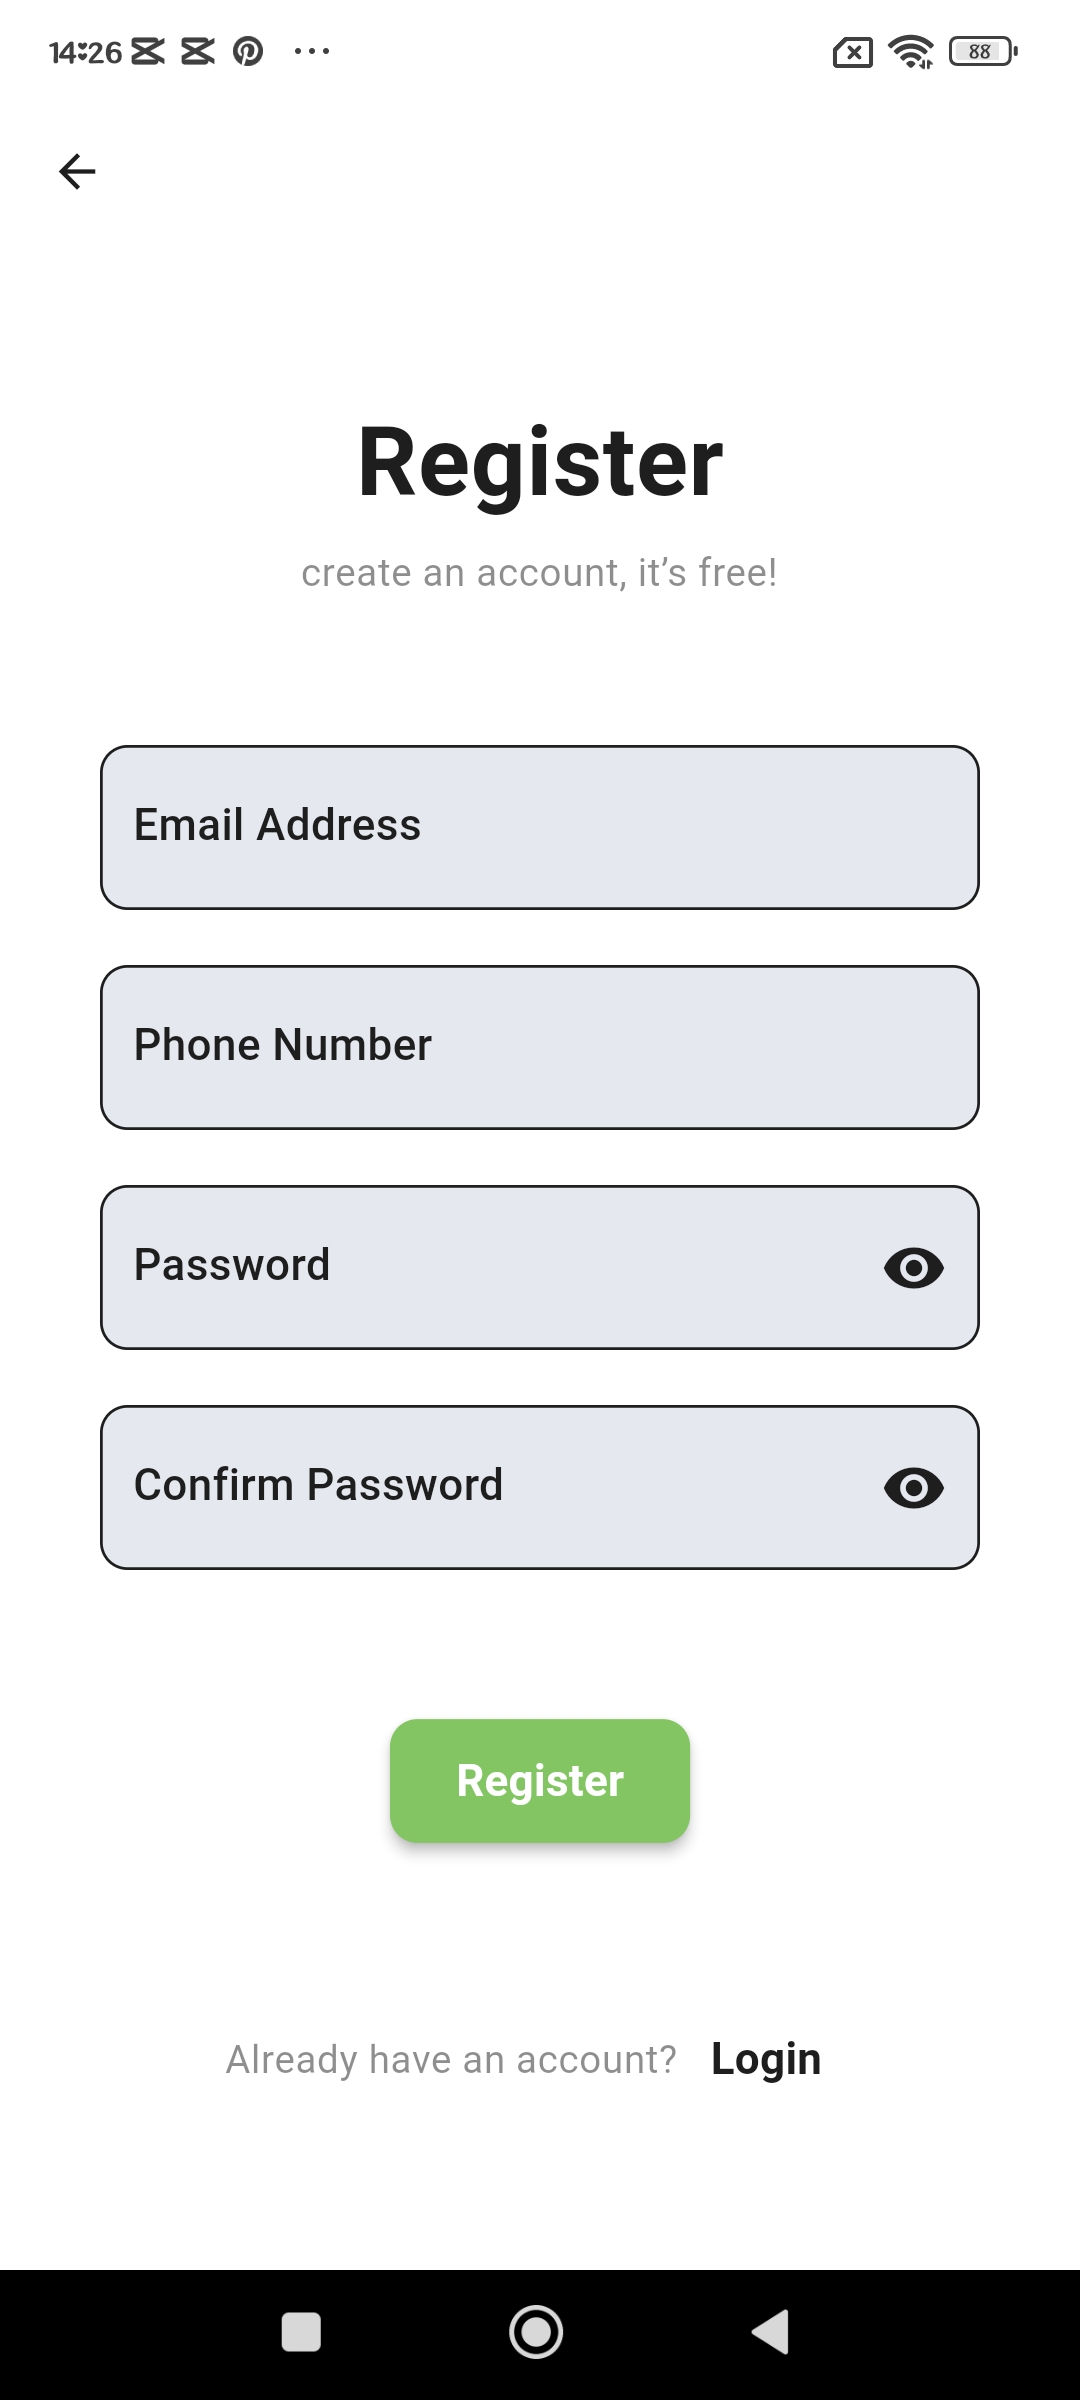 14:26
88
Register
create an account, it’s free!
Email Address
Phone Number
Password
Confirm Password
Register
Already have an account? Login